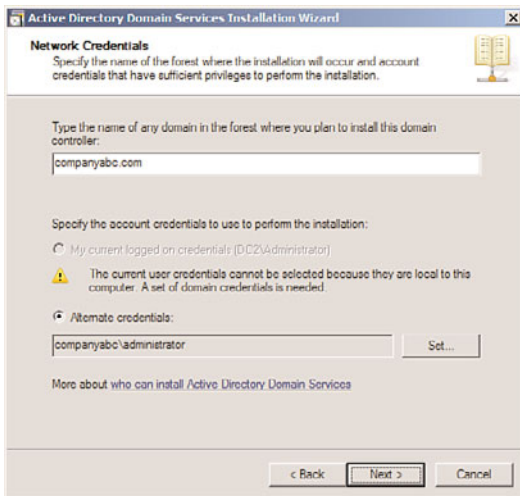 Active Directory Domain Services Installation Wizard
Network Credentials
Specify the name of the forest where the installation will occur and account
credentials that have sufficient privileges to perform the installation.
Type the name of any domain in the forest where you plan to install this domain
controller:
companyabc.com
Specify the account credentials to use to perform the installation:
My current logged on credentials (DC2\Administrator)
The current user credentials cannot be selected because they are local to this
computer. A set of domain credentials is needed.
Alternate credentials:
companyabc\administrator
Set...
More about who can install Active Directory Domain Services
< Back
Next >
Cancel